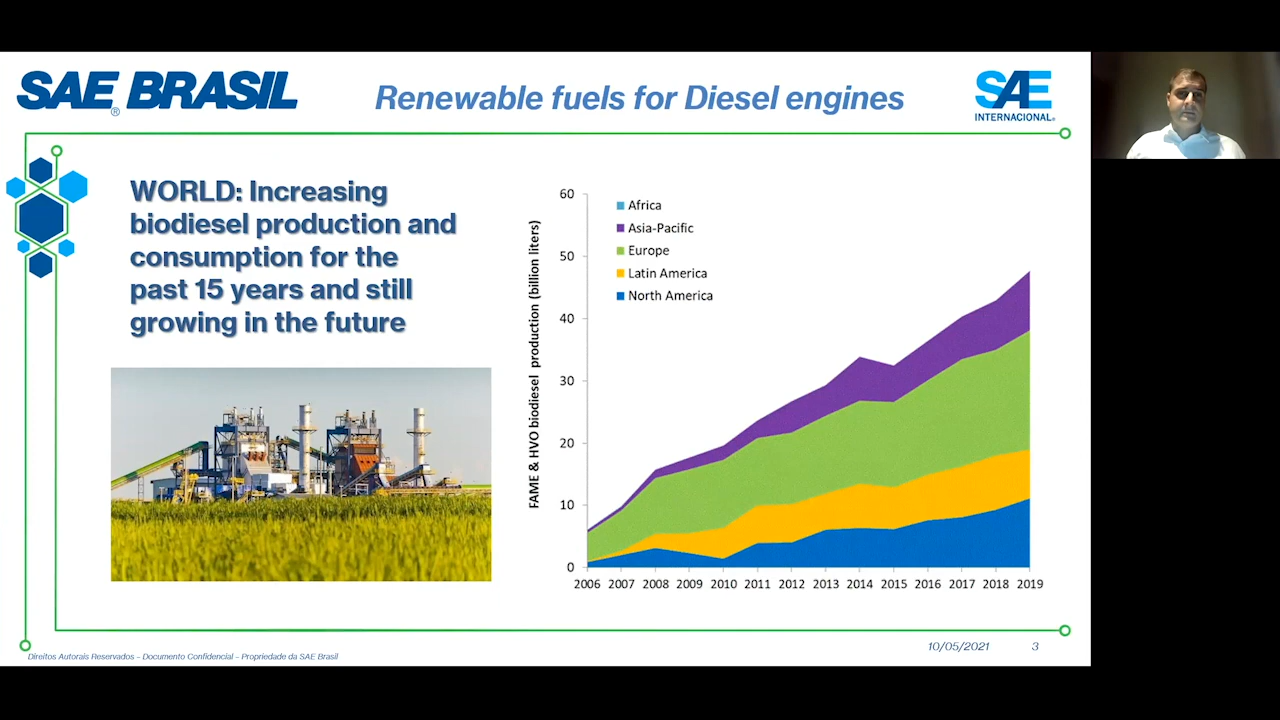 SAE BRASIL
®
Renewable fuels for Diesel engines
SAE
INTERNACIONAL®
WORLD: Increasing
biodiesel production and
consumption for the
past 15 years and still
growing in the future
FAME & HVO biodiesel production (billion liters)
60
50
40
30
20
10
0
Africa
Asia-Pacific
Europe
Latin America
North America
2006 2007 2008 2009 2010 2011 2012 2013 2014 2015 2016 2017 2018 2019
Direitos Autorais Reservados – Documento Confidencial – Propriedade da SAE Brasil
10/05/2021 3